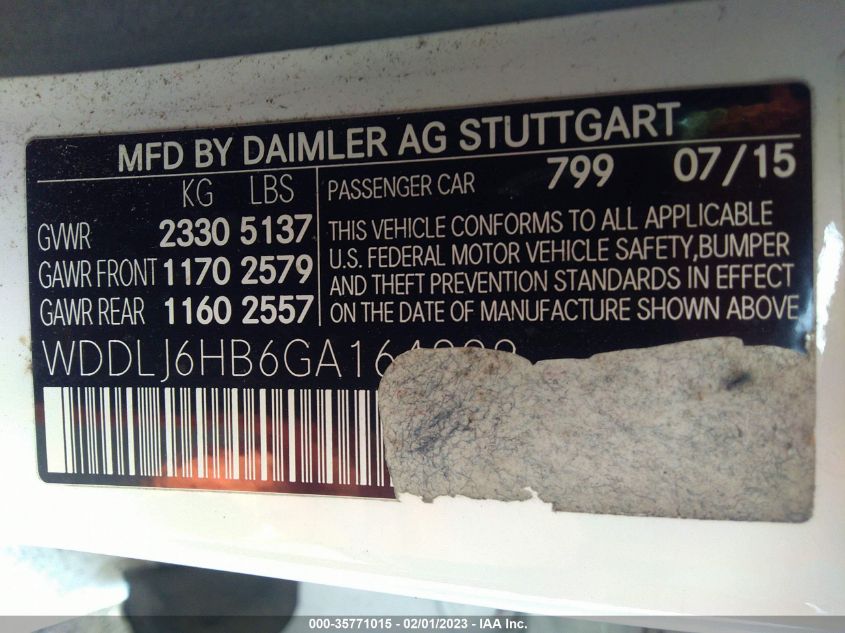 MFD BY DAIMLER AG STUTTGART
KG LBS
GVWR 2330 5137
GAWR FRONT 1170 2579
GAWR REAR 1160 2557
PASSENGER CAR 799 07/15
THIS VEHICLE CONFORMS TO ALL APPLICABLE
U.S. FEDERAL MOTOR VEHICLE SAFETY,BUMPER
AND THEFT PREVENTION STANDARDS IN EFFECT
ON THE DATE OF MANUFACTURE SHOWN ABOVE
000-35771015 - 02/01/2023 - IAA Inc.